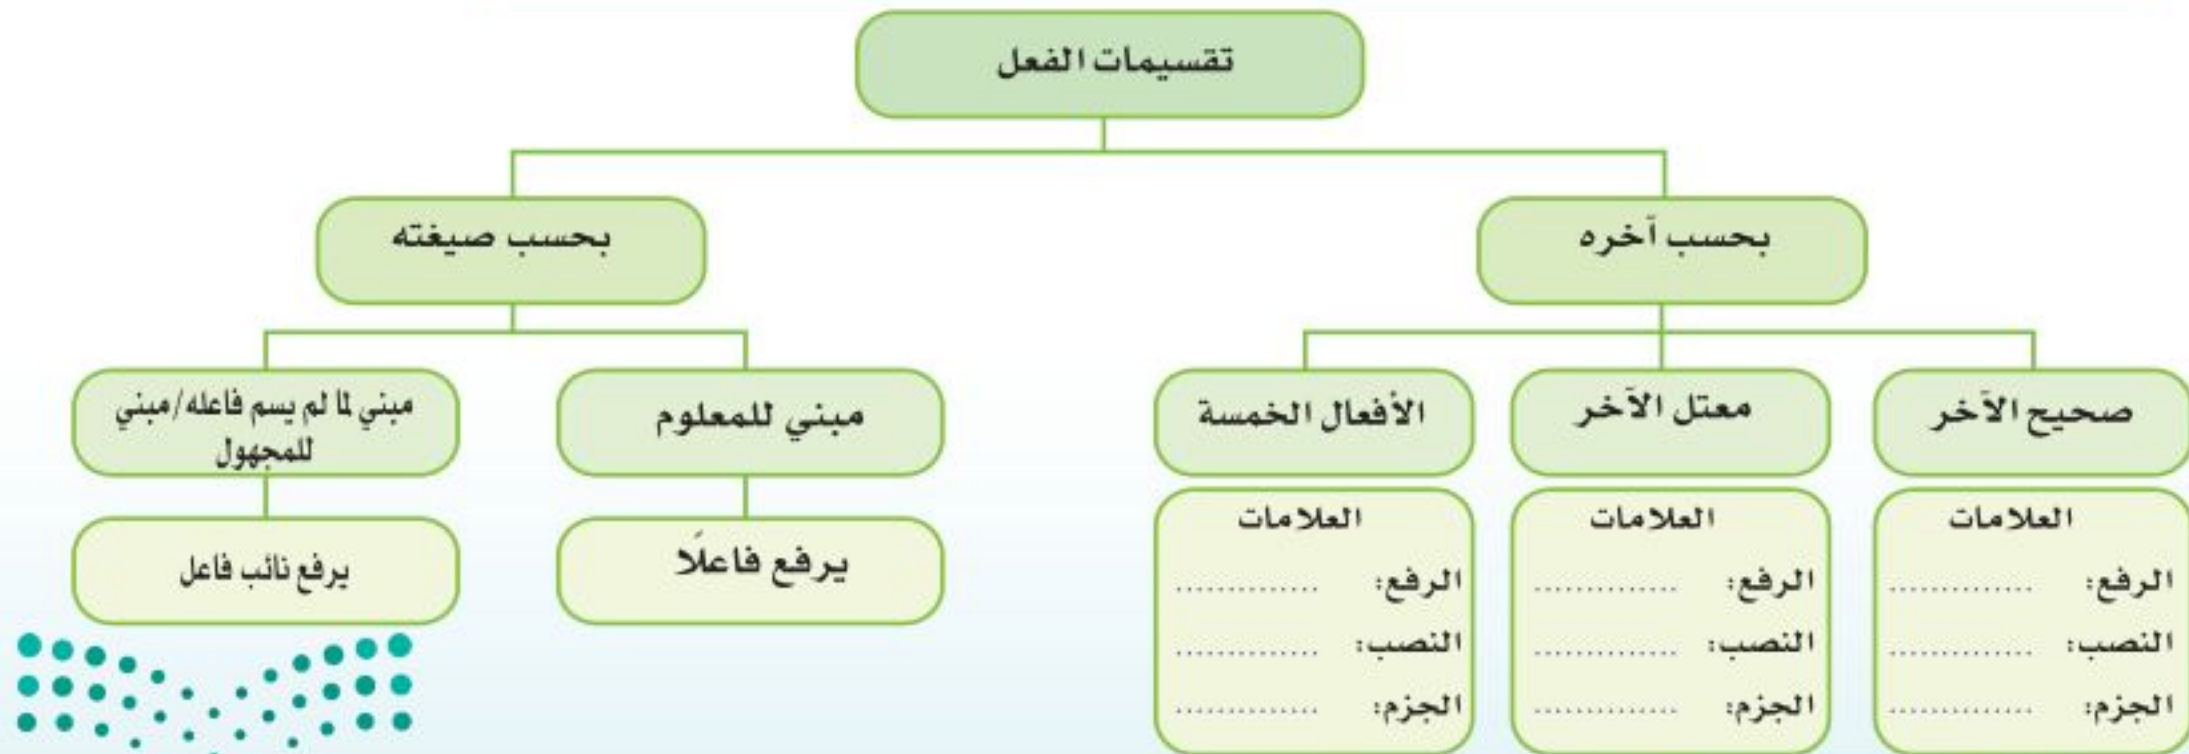 تقسيمات الفعل
بحسب آخره
بحسب صيغته
صحيح الآخر
معتل الآخر
الأفعال الخمسة
مبني للمعلوم
مبني لما لم يسم فاعله/مبني
للمجهول
العلامات
الرفع: ..............
النصب: ..............
الجزم: ..............
العلامات
الرفع: ..............
النصب: ..............
الجزم: ..............
العلامات
الرفع: ..............
النصب: ..............
الجزم: ..............
يرفع فاعلًا
يرفع نائب فاعل